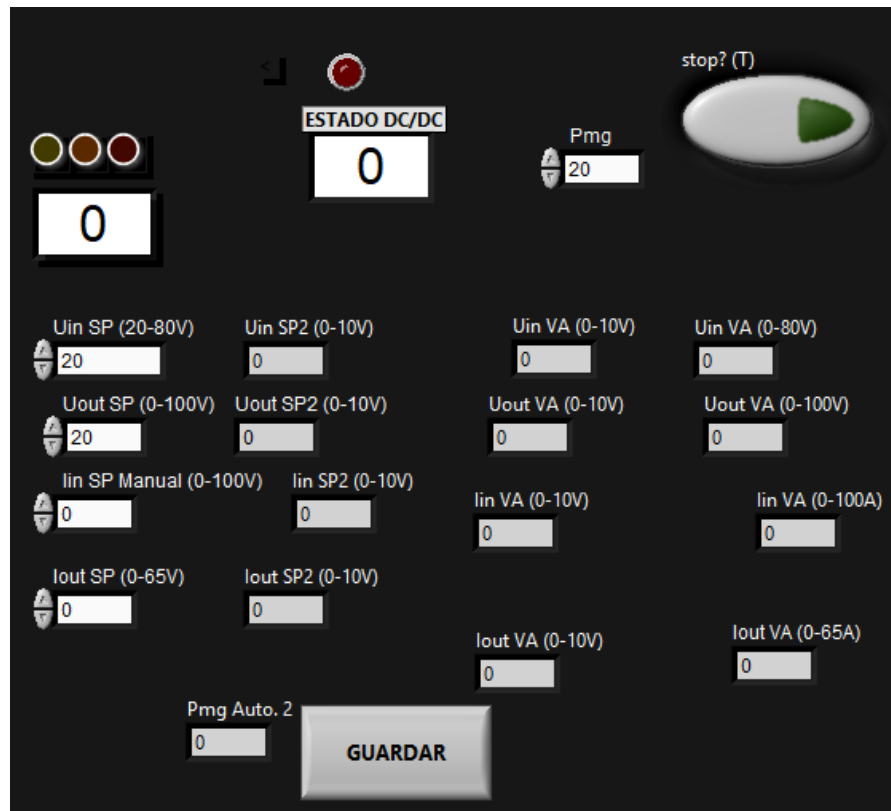 stop? (T)
<
ESTADO DC/DC
0
Pmg
20
0
Uin SP (20-80V)
20
Uin SP2 (0-10V)
0
Uin VA (0-10V)
0
Uin VA (0-80V)
0
Uout SP (0-100V)
20
Uout SP2 (0-10V)
0
Uout VA (0-10V)
0
Uout VA (0-100V)
0
Iin SP Manual (0-100V)
0
Iin SP2 (0-10V)
0
Iin VA (0-10V)
0
Iin VA (0-100A)
0
Iout SP (0-65V)
0
Iout SP2 (0-10V)
0
Iout VA (0-10V)
0
Iout VA (0-65A)
0
Pmg Auto. 2
0
GUARDAR